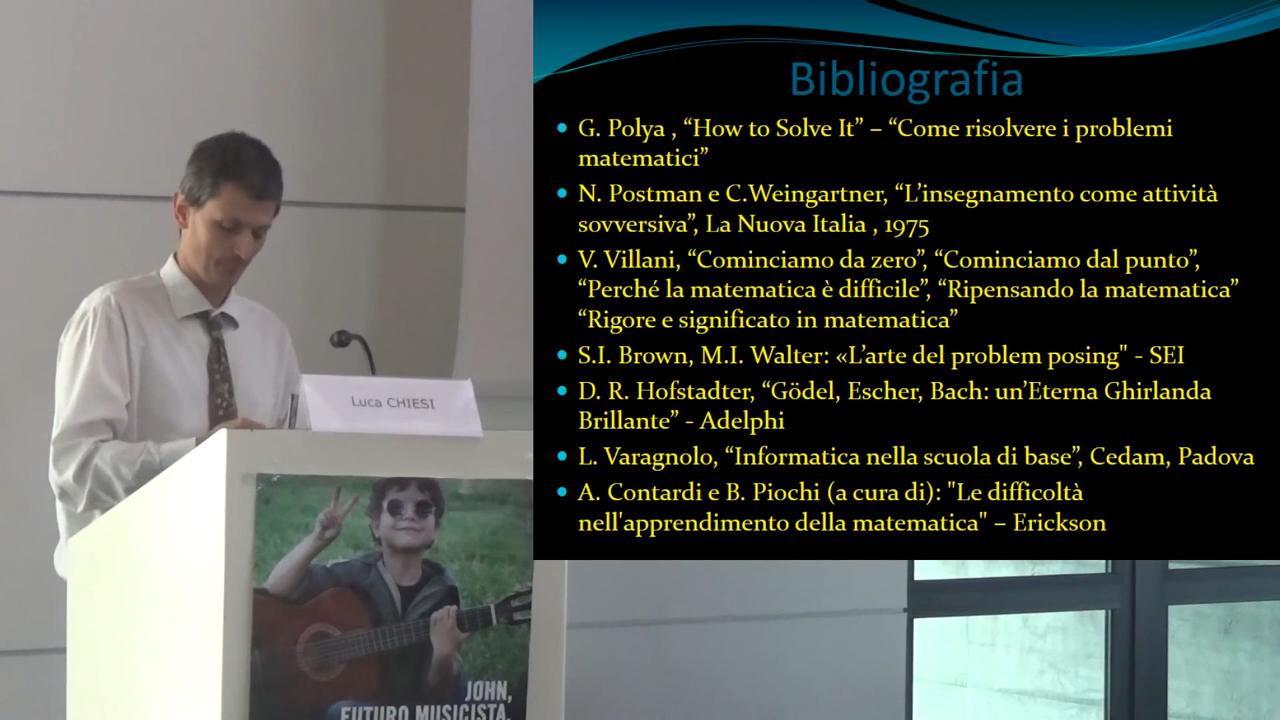 Bibliografia
• G. Polya , “How to Solve It” – “Come risolvere i problemi
matematici”
• N. Postman e C.Weingartner, “L’insegnamento come attività
sovversiva”, La Nuova Italia , 1975
• V. Villani, “Cominciamo da zero”, “Cominciamo dal punto”,
“Perché la matematica è difficile”, “Ripensando la matematica”
“Rigore e significato in matematica”
• S.I. Brown, M.I. Walter: «L’arte del problem posing" - SEI
• D. R. Hofstadter, “Gödel, Escher, Bach: un’Eterna Ghirlanda
Brillante” - Adelphi
• L. Varagnolo, “Informatica nella scuola di base”, Cedam, Padova
• A. Contardi e B. Piochi (a cura di): "Le difficoltà
nell'apprendimento della matematica" – Erickson
Luca CHIESI
JOHN,
FUTURO MUSICISTA.